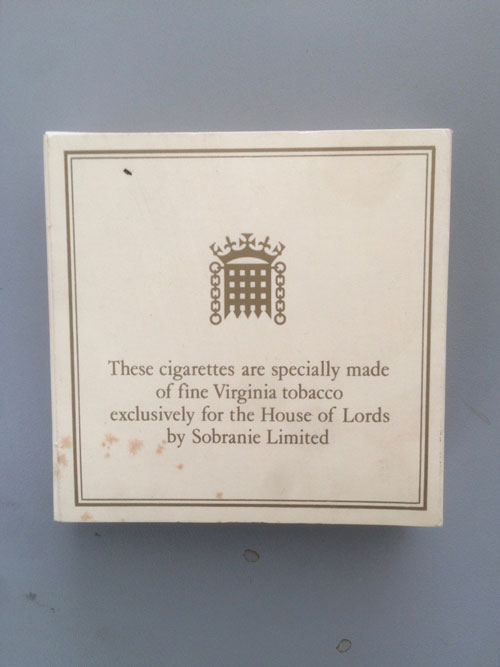 These cigarettes are specially made
of fine Virginia tobacco
exclusively for the House of Lords
by Sobranie Limited